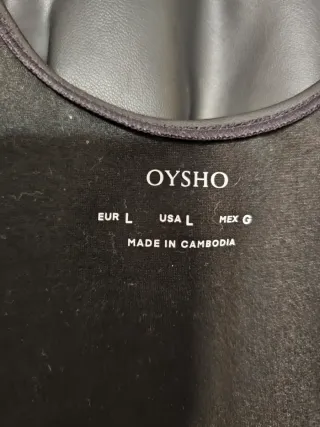 OYSHO
EUR L USA L MEX G
MADE IN CAMBODIA